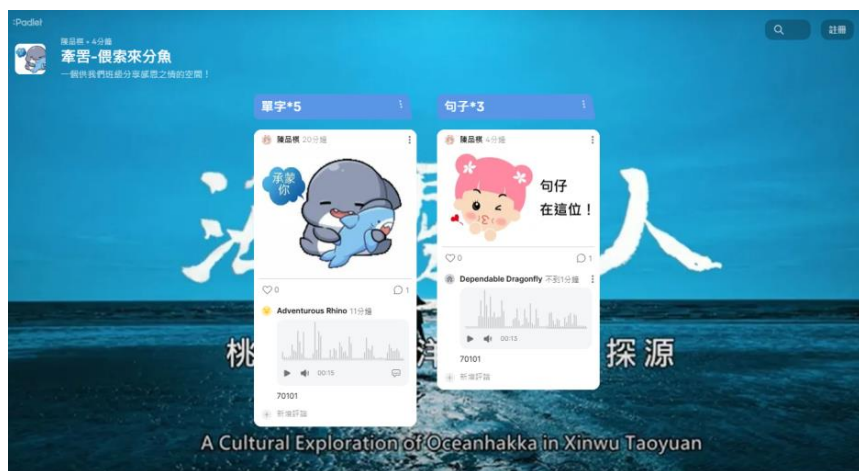 :Padlet
陳品棋 • 4分鐘
牽罟-偎索來分魚
一個供我們班級分享感恩之情的空間！
註冊
單字*5
陳品棋 20分鐘
承蒙
你
0
1
Adventurous Rhino 11分鐘
00:15
70101
新增評論
句子*3
陳品棋 4分鐘
句仔
在這位！
0
1
Dependable Dragonfly 不到1分鐘
00:15
70101
新增評論
人
桃
洋
探源
A Cultural Exploration of Oceanhakka in Xinwu Taoyuan